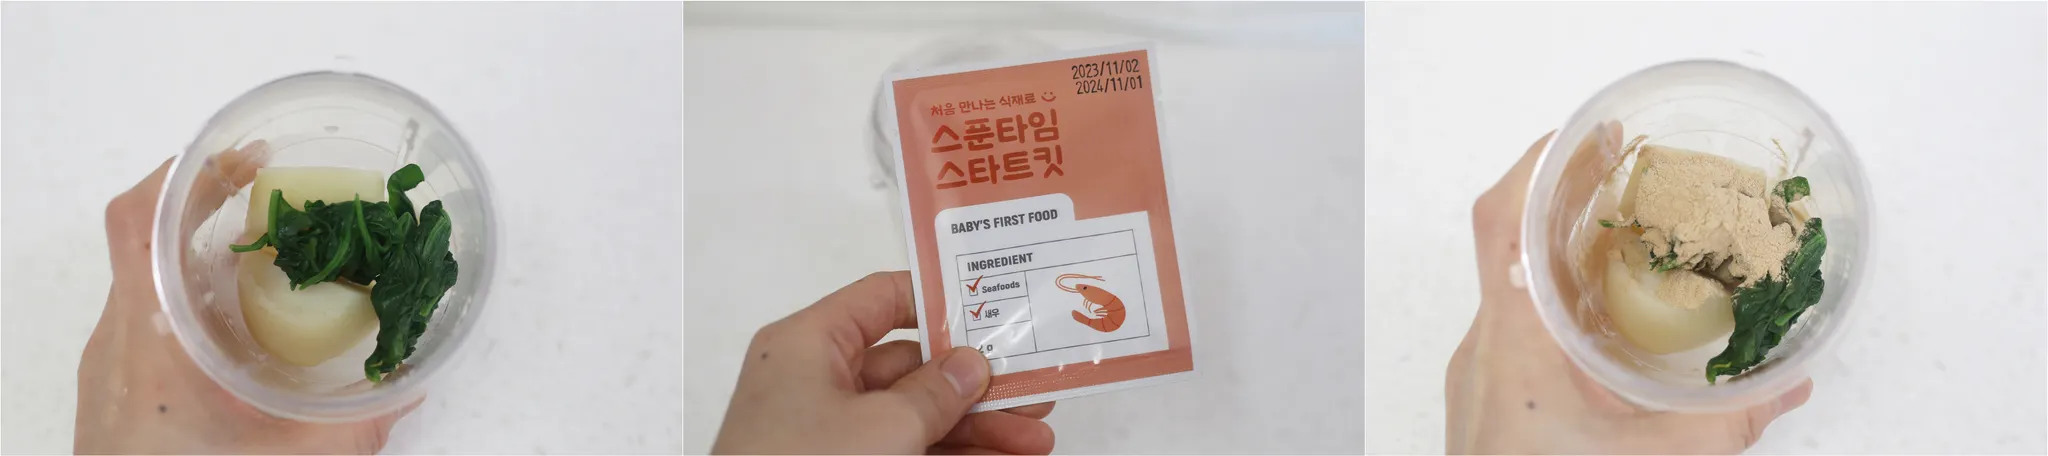 2023/11/02
2024/11/01
처음 만나는 식재료
스푼타임
스타트킷
BABY'S FIRST FOOD
INGREDIENT
Seafoods
새우